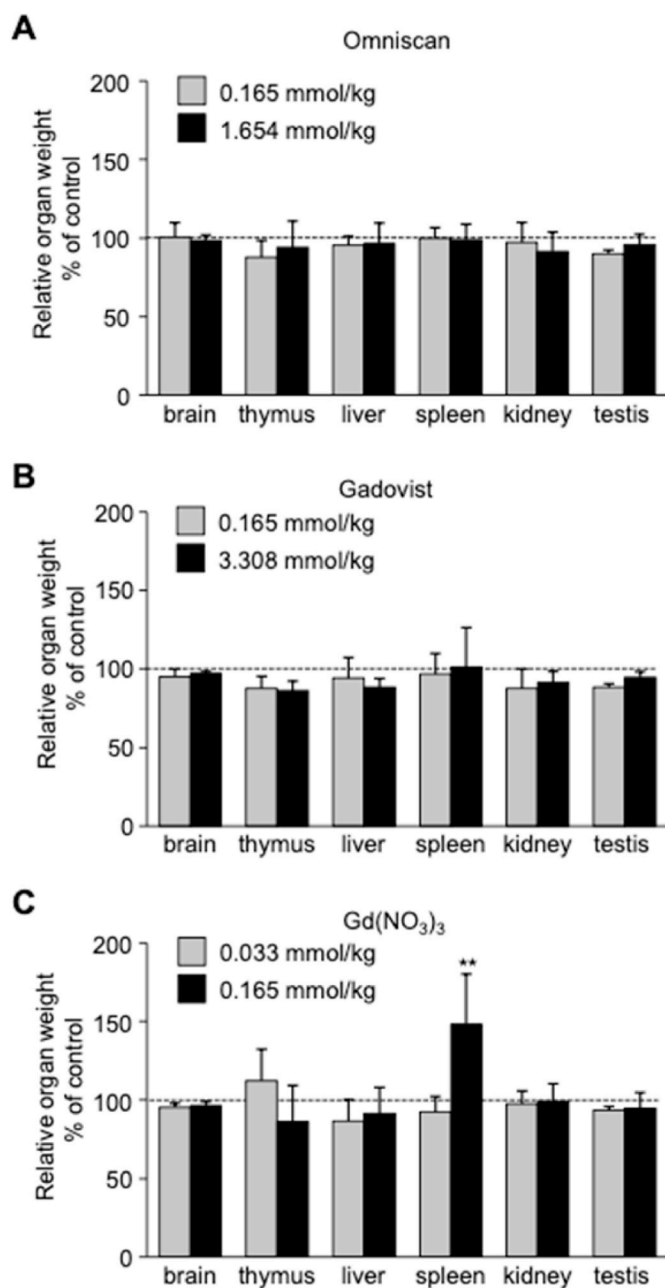 A
Omniscan
200
150
100
50
0
Relative organ weight
% of control
0.165 mmol/kg
1.654 mmol/kg
brain thymus liver spleen kidney testis
B
Gadovist
200
150
100
50
0
Relative organ weight
% of control
0.165 mmol/kg
3.308 mmol/kg
brain thymus liver spleen kidney testis
C
Gd(NO₃)₃
200
150
100
50
0
Relative organ weight
% of control
0.033 mmol/kg
0.165 mmol/kg
**
brain thymus liver spleen kidney testis